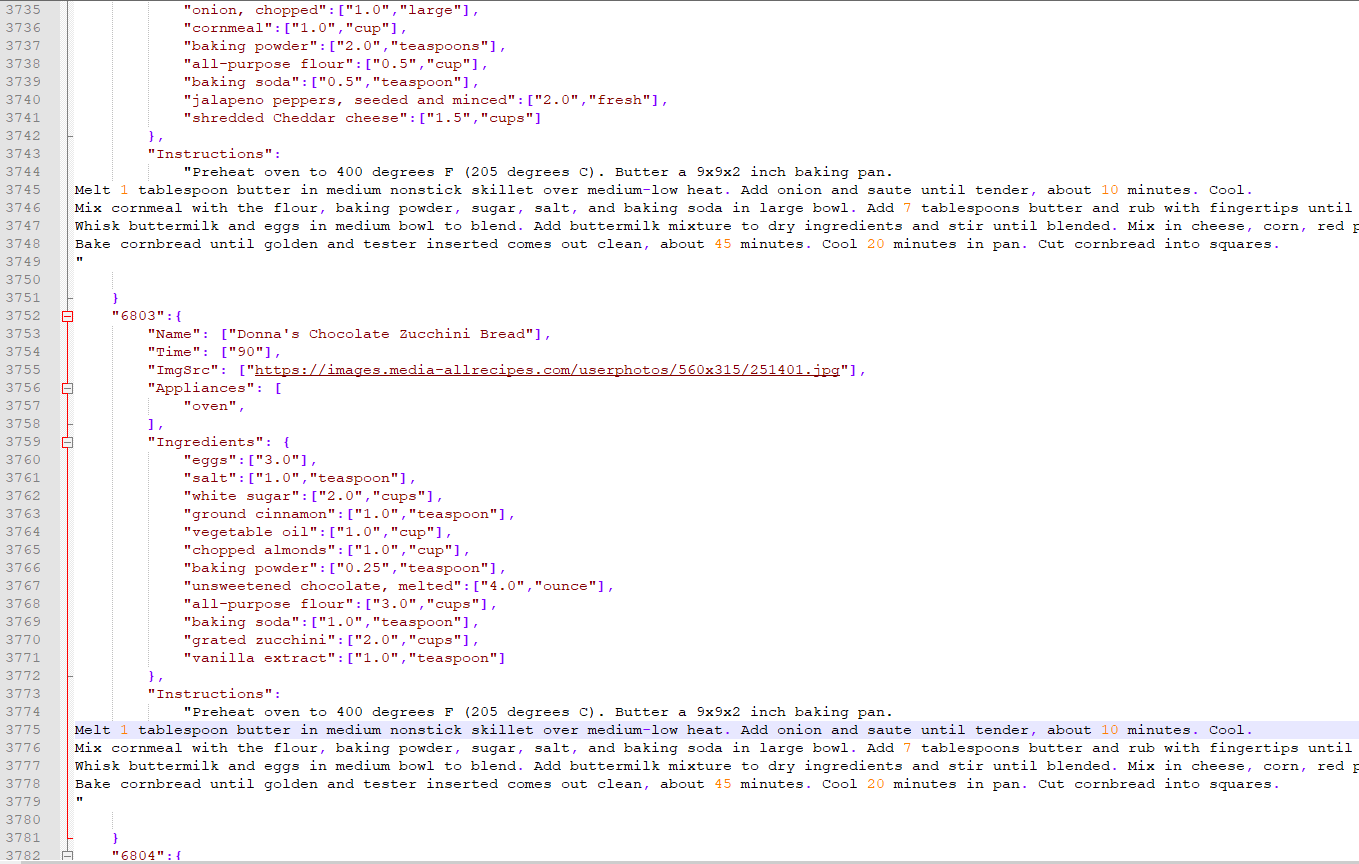 3735 "onion, chopped":["1.0","large"],
3736 "cornmeal":["1.0","cup"],
3737 "baking powder":["2.0","teaspoons"],
3738 "all-purpose flour":["0.5","cup"],
3739 "baking soda":["0.5","teaspoon"],
3740 "jalapeno peppers, seeded and minced":["2.0","fresh"],
3741 "shredded Cheddar cheese":["1.5","cups"]
3742 },
3743 "Instructions":
3744 "Preheat oven to 400 degrees F (205 degrees C). Butter a 9x9x2 inch baking pan.
3745 Melt 1 tablespoon butter in medium nonstick skillet over medium-low heat. Add onion and saute until tender, about 10 minutes. Cool.
3746 Mix cornmeal with the flour, baking powder, sugar, salt, and baking soda in large bowl. Add 7 tablespoons butter and rub with fingertips until
3747 Whisk buttermilk and eggs in medium bowl to blend. Add buttermilk mixture to dry ingredients and stir until blended. Mix in cheese, corn, red p
3748 Bake cornbread until golden and tester inserted comes out clean, about 45 minutes. Cool 20 minutes in pan. Cut cornbread into squares.
3749 "
3750
3751 }
3752 "6803":{
3753 "Name": ["Donna's Chocolate Zucchini Bread"],
3754 "Time": ["90"],
3755 "ImgSrc": ["https://images.media-allrecipes.com/userphotos/560x315/251401.jpg"],
3756 "Appliances": [
3757 "oven",
3758 ],
3759 "Ingredients": {
3760 "eggs":["3.0"],
3761 "salt":["1.0","teaspoon"],
3762 "white sugar":["2.0","cups"],
3763 "ground cinnamon":["1.0","teaspoon"],
3764 "vegetable oil":["1.0","cup"],
3765 "chopped almonds":["1.0","cup"],
3766 "baking powder":["0.25","teaspoon"],
3767 "unsweetened chocolate, melted":["4.0","ounce"],
3768 "all-purpose flour":["3.0","cups"],
3769 "baking soda":["1.0","teaspoon"],
3770 "grated zucchini":["2.0","cups"],
3771 "vanilla extract":["1.0","teaspoon"]
3772 },
3773 "Instructions":
3774 "Preheat oven to 400 degrees F (205 degrees C). Butter a 9x9x2 inch baking pan.
3775 Melt 1 tablespoon butter in medium nonstick skillet over medium-low heat. Add onion and saute until tender, about 10 minutes. Cool.
3776 Mix cornmeal with the flour, baking powder, sugar, salt, and baking soda in large bowl. Add 7 tablespoons butter and rub with fingertips until
3777 Whisk buttermilk and eggs in medium bowl to blend. Add buttermilk mixture to dry ingredients and stir until blended. Mix in cheese, corn, red p
3778 Bake cornbread until golden and tester inserted comes out clean, about 45 minutes. Cool 20 minutes in pan. Cut cornbread into squares.
3779 "
3780
3781 }
3782 "6804":{